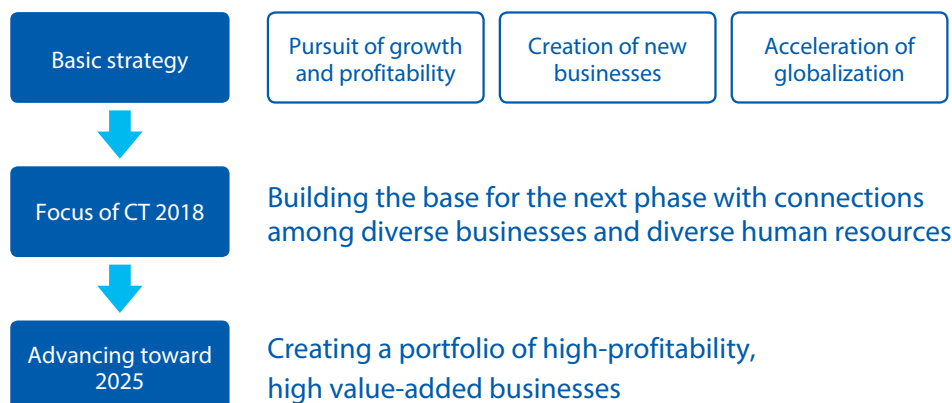 Basic strategy
Pursuit of growth
and profitability
Creation of new
businesses
Acceleration of
globalization
Focus of CT 2018
Building the base for the next phase with connections
among diverse businesses and diverse human resources
Advancing toward
2025
Creating a portfolio of high-profitability,
high value-added businesses